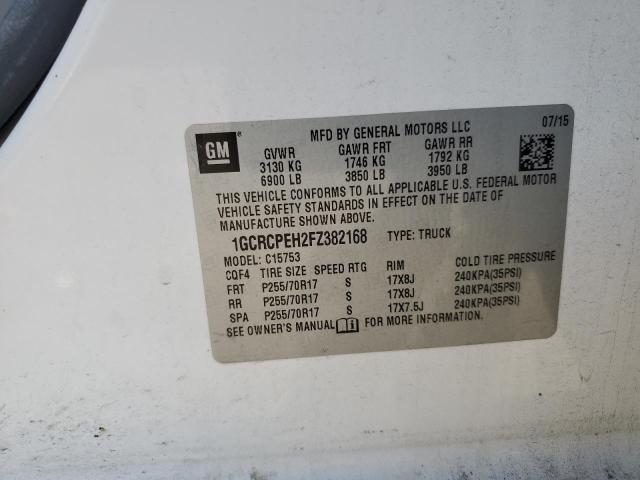 GM
®
MFD BY GENERAL MOTORS LLC
07/15
GVWR GAWR FRT GAWR RR
3130 KG 1746 KG 1792 KG
6900 LB 3850 LB 3950 LB
THIS VEHICLE CONFORMS TO ALL APPLICABLE U.S. FEDERAL MOTOR
VEHICLE SAFETY STANDARDS IN EFFECT ON THE DATE OF
MANUFACTURE SHOWN ABOVE.
1GCRCPEH2FZ382168 TYPE: TRUCK
MODEL: C15753
CQF4 TIRE SIZE SPEED RTG RIM COLD TIRE PRESSURE
FRT P255/70R17 S 17X8J 240KPA(35PSI)
RR P255/70R17 S 17X8J 240KPA(35PSI)
SPA P255/70R17 S 17X7.5J 240KPA(35PSI)
SEE OWNER'S MANUAL FOR MORE INFORMATION.